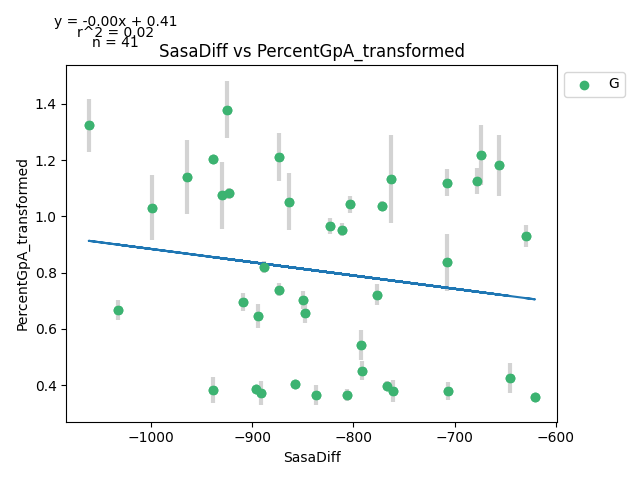 y = -0.00x + 0.41
r^2 = 0.02
n = 41
SasaDiff vs PercentGpA_transformed
G
PercentGpA_transformed
1.4
1.2
1.0
0.8
0.6
0.4
−1000
−900
−800
−700
−600
SasaDiff